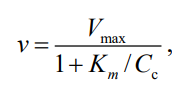 v = V_max / (1 + K_m / C_c),